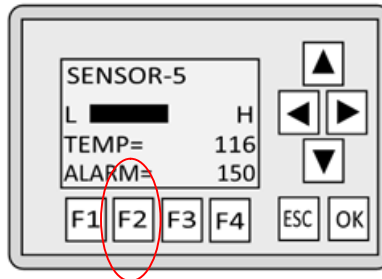 SENSOR-5
L H
TEMP= 116
ALARM= 150
F1 F2 F3 F4 ESC OK